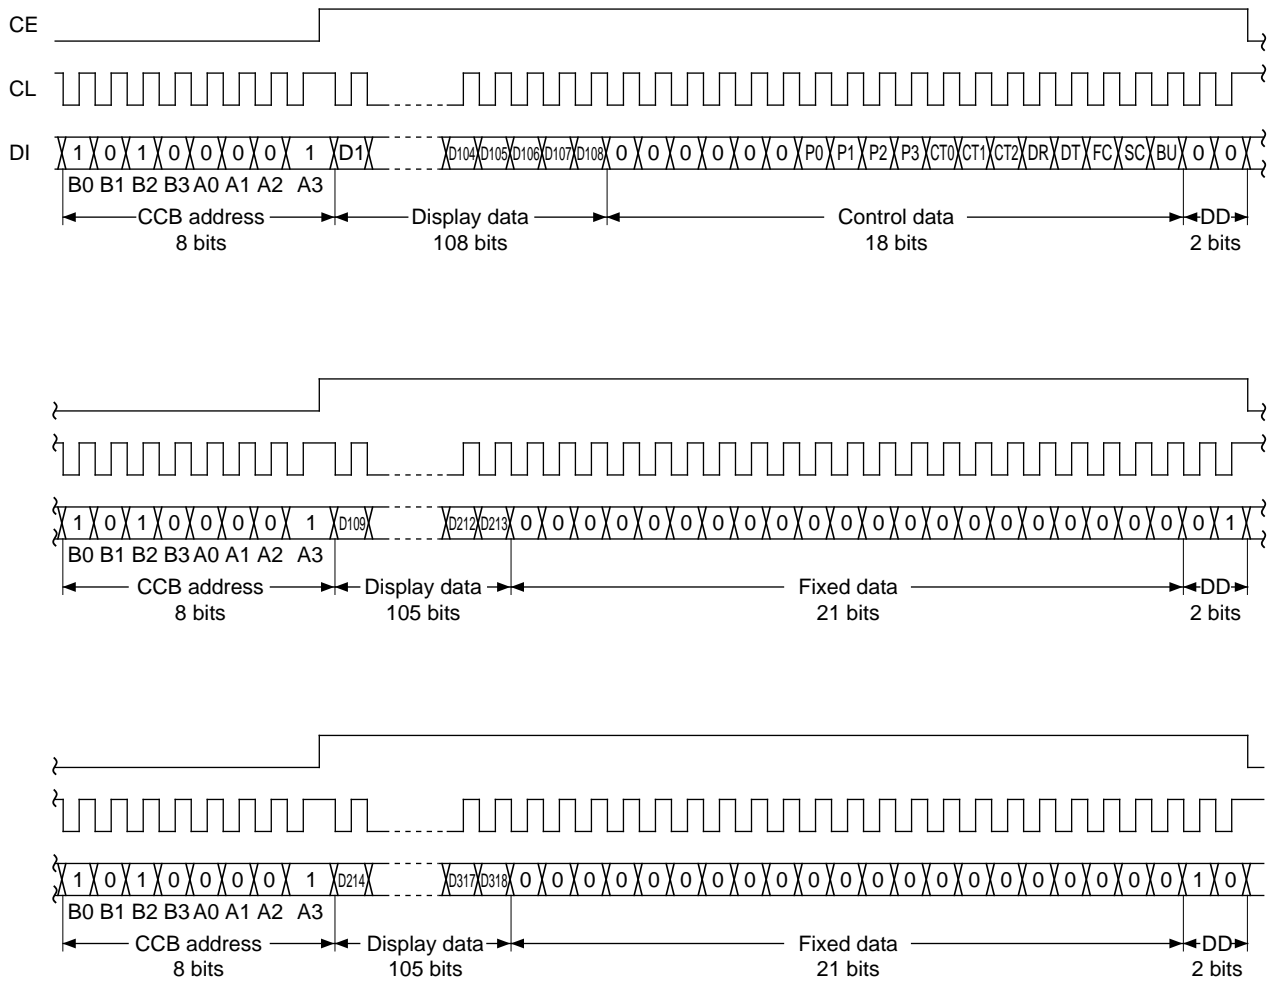 CE
CL
DI 1 0 1 0 0 0 0 1 D1 D104 D105 D106 D107 D108 0 0 0 0 0 0 P0 P1 P2 P3 CT0 CT1 CT2 DR DT FC SC BU 0 0
B0 B1 B2 B3 A0 A1 A2 A3
CCB address Display data Control data DD
8 bits 108 bits 18 bits 2 bits
1 0 1 0 0 0 0 1 D109 D212 D213 0 0 0 0 0 0 0 0 0 0 0 0 0 0 0 0 0 0 0 0 0 0 1
B0 B1 B2 B3 A0 A1 A2 A3
CCB address Display data Fixed data DD
8 bits 105 bits 21 bits 2 bits
1 0 1 0 0 0 0 1 D214 D317 D318 0 0 0 0 0 0 0 0 0 0 0 0 0 0 0 0 0 0 0 0 0 1 0
B0 B1 B2 B3 A0 A1 A2 A3
CCB address Display data Fixed data DD
8 bits 105 bits 21 bits 2 bits